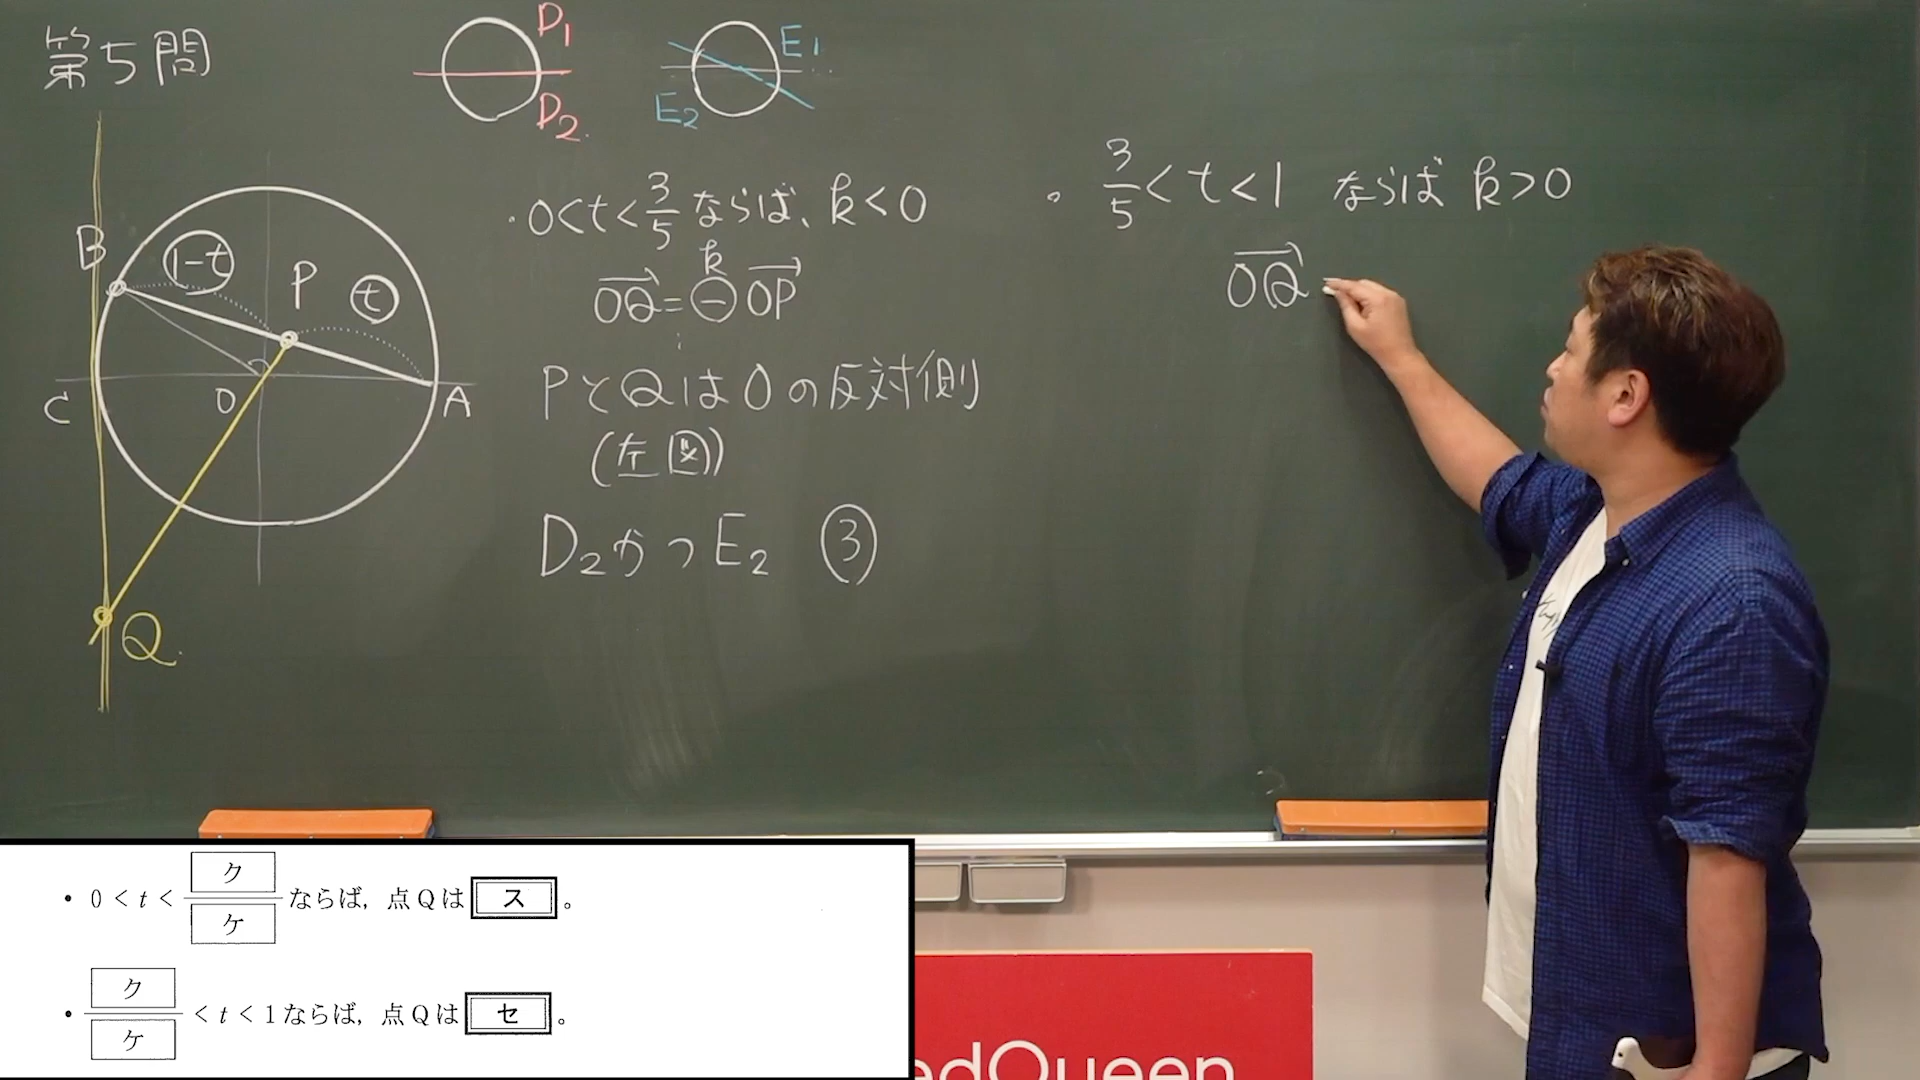 第5問
D₁
D₂
E₁
E₂
B
1-t
P
t
C
O
A
Q
・0<t<3/5ならば、k<0
k
OQ=⊖OP
PとQはOの反対側
(左図)
D₂かつE₂ ③
・3/5<t<1 ならば k>0
OQ
・0<t<ク/ケ ならば，点Qは ス 。
・ク/ケ<t<1ならば，点Qは セ 。
edQueen